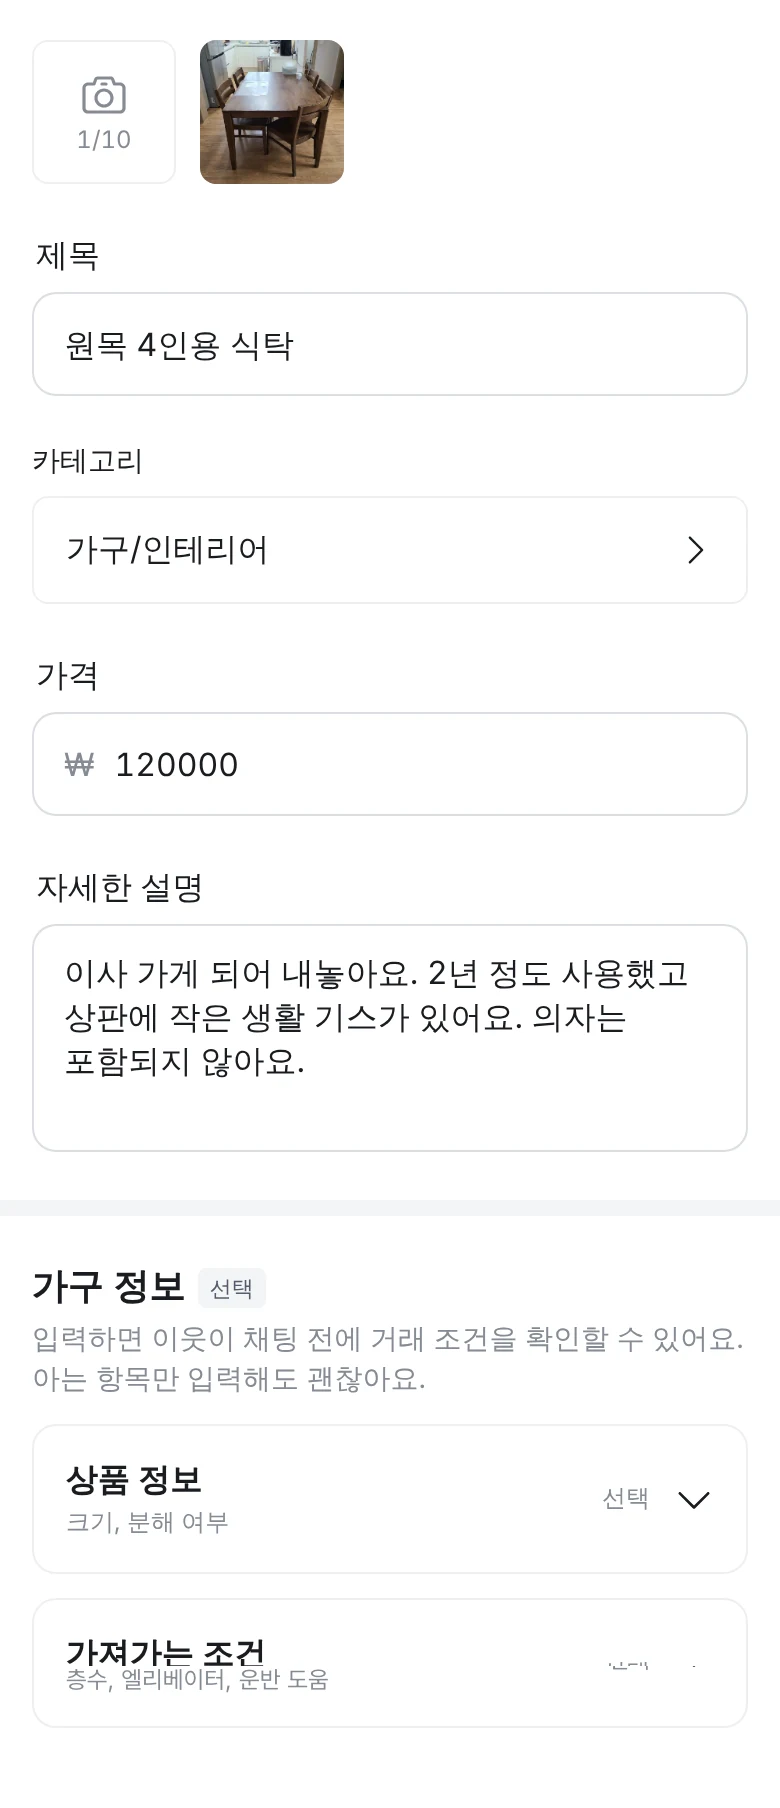 1/10
제목
원목 4인용 식탁
카테고리
가구/인테리어
가격
₩ 120000
자세한 설명
이사 가게 되어 내놓아요. 2년 정도 사용했고
상판에 작은 생활 기스가 있어요. 의자는
포함되지 않아요.
가구 정보 선택
입력하면 이웃이 채팅 전에 거래 조건을 확인할 수 있어요.
아는 항목만 입력해도 괜찮아요.
상품 정보
크기, 분해 여부
선택
가져가는 조건
층수, 엘리베이터, 운반 도움